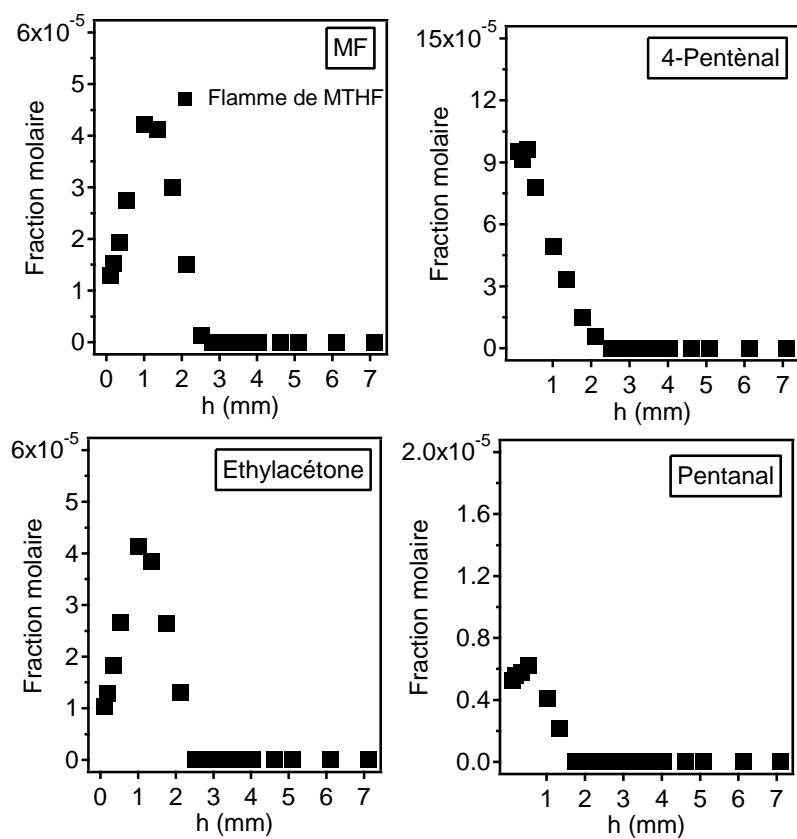 6x10⁻⁵
MF
Flamme de MTHF
5
4
3
2
1
0
Fraction molaire
0 1 2 3 4 5 6 7
h (mm)
15x10⁻⁵
4-Pentènal
12
9
6
3
0
Fraction molaire
1 2 3 4 5 6 7
h (mm)
6x10⁻⁵
Ethylacétone
5
4
3
2
1
0
Fraction molaire
0 1 2 3 4 5 6 7
h (mm)
2.0x10⁻⁵
Pentanal
1.6
1.2
0.8
0.4
0.0
Fraction molaire
1 2 3 4 5 6 7
h (mm)